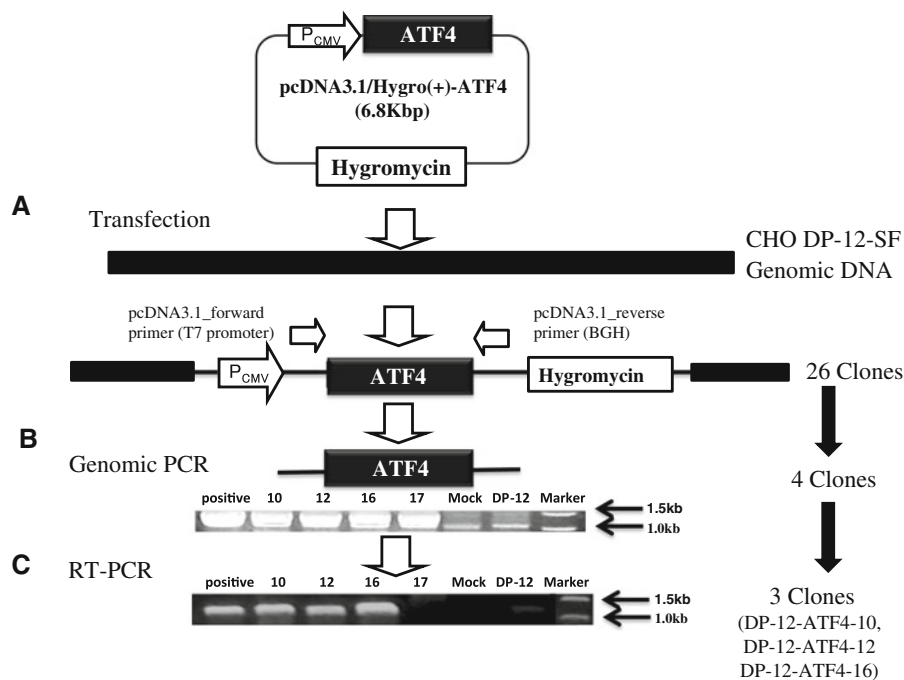 P_CMV ATF4
pcDNA3.1/Hygro(+)-ATF4
(6.8Kbp)
Hygromycin
A
Transfection
CHO DP-12-SF
Genomic DNA
pcDNA3.1_forward
primer (T7 promoter)
pcDNA3.1_reverse
primer (BGH)
P_CMV ATF4 Hygromycin 26 Clones
B
Genomic PCR
ATF4
4 Clones
positive 10 12 16 17 Mock DP-12 Marker
1.5kb
1.0kb
C
RT-PCR
positive 10 12 16 17 Mock DP-12 Marker
1.5kb
1.0kb
3 Clones
(DP-12-ATF4-10,
DP-12-ATF4-12
DP-12-ATF4-16)